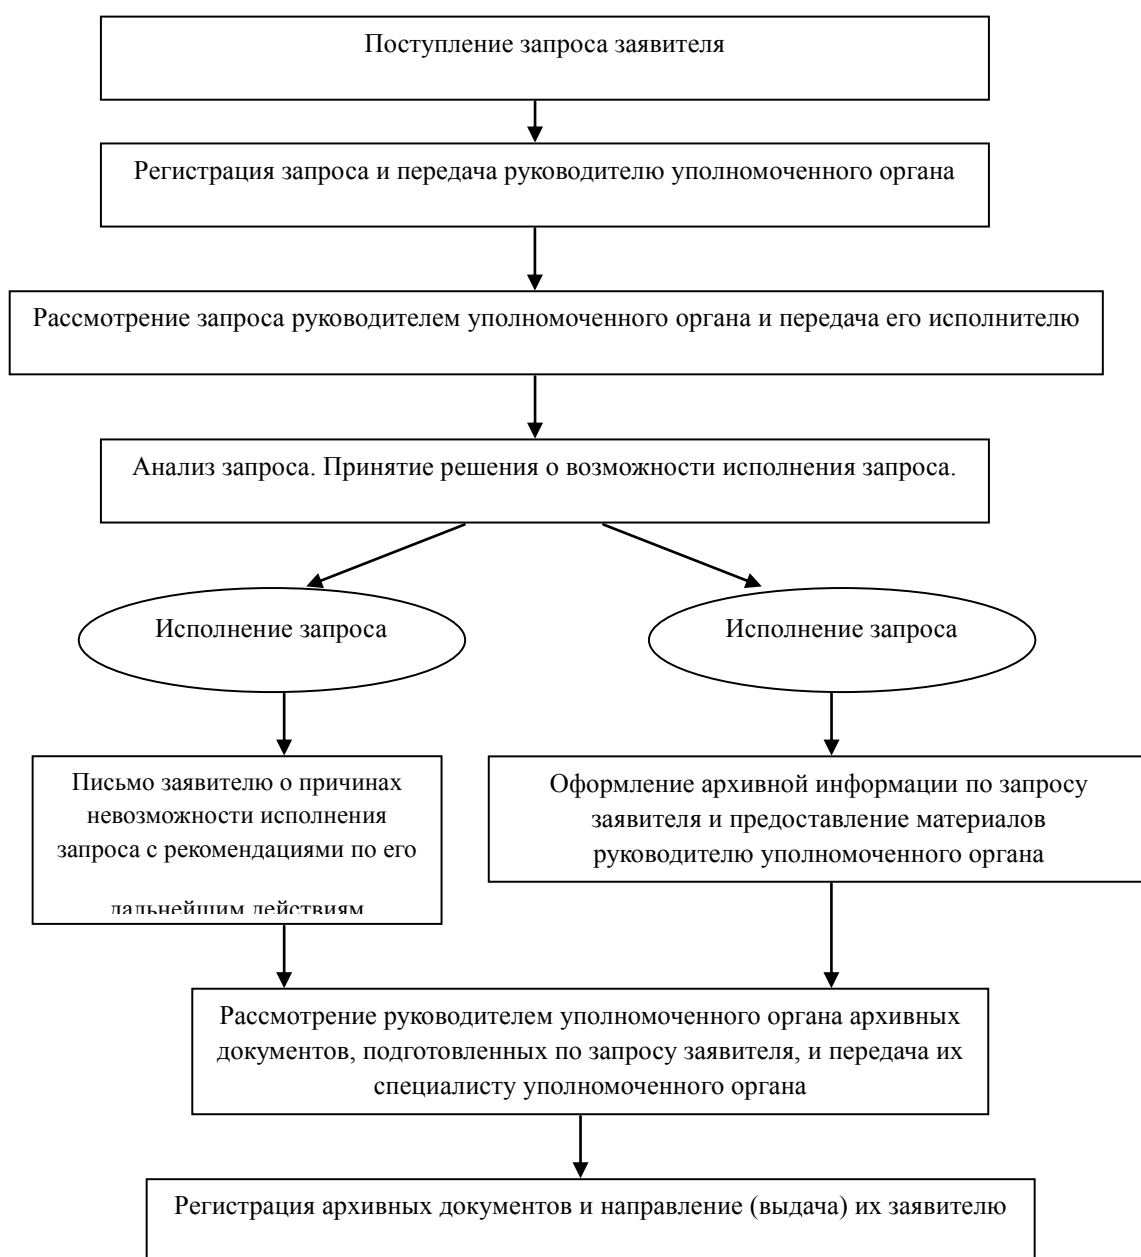 Поступление запроса заявителя
Регистрация запроса и передача руководителю уполномоченного органа
Рассмотрение запроса руководителем уполномоченного органа и передача его исполнителю
Анализ запроса. Принятие решения о возможности исполнения запроса.
Исполнение запроса
Исполнение запроса
Письмо заявителю о причинах
невозможности исполнения
запроса с рекомендациями по его
дальнейшим действиям
Оформление архивной информации по запросу
заявителя и предоставление материалов
руководителю уполномоченного органа
Рассмотрение руководителем уполномоченного органа архивных
документов, подготовленных по запросу заявителя, и передача их
специалисту уполномоченного органа
Регистрация архивных документов и направление (выдача) их заявителю